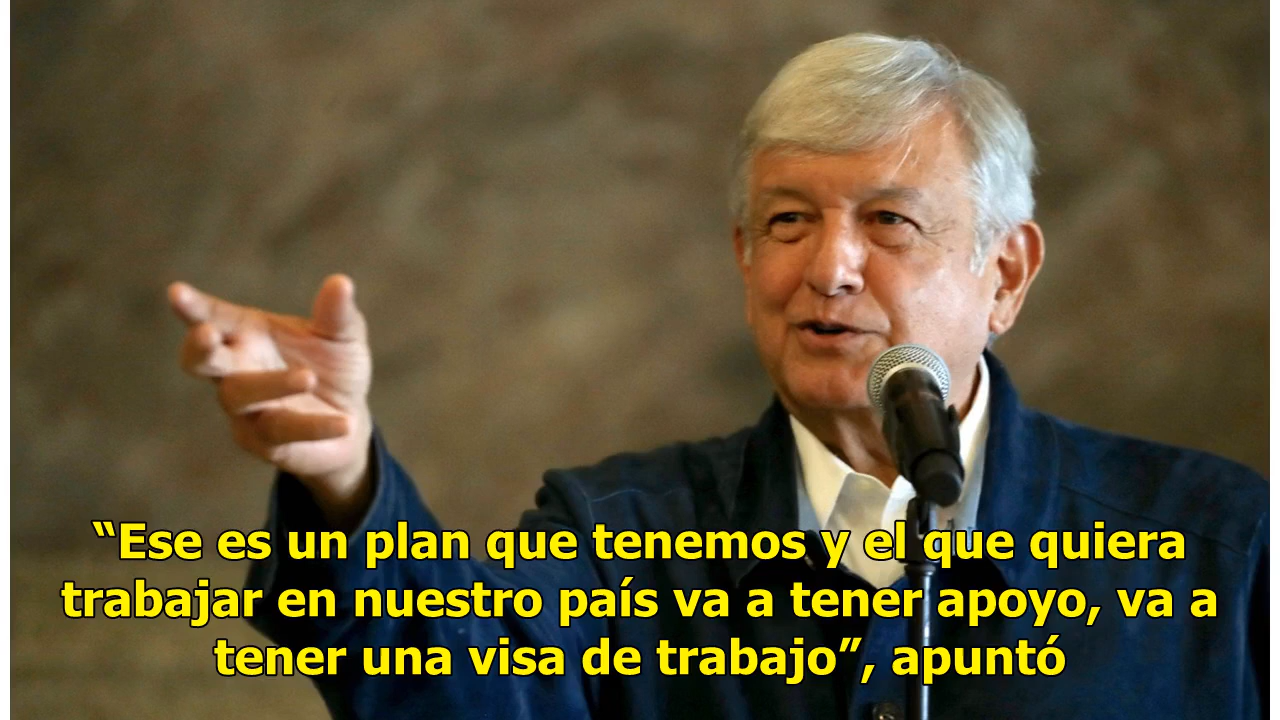 “Ese es un plan que tenemos y el que quiera
trabajar en nuestro país va a tener apoyo, va a
tener una visa de trabajo”, apuntó